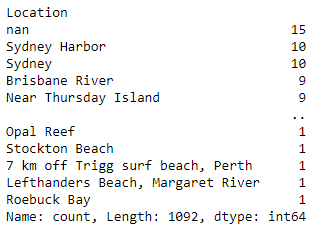 Location
nan 15
Sydney Harbor 10
Sydney 10
Brisbane River 9
Near Thursday Island 9
..
Opal Reef 1
Stockton Beach 1
7 km off Trigg surf beach, Perth 1
Lefthanders Beach, Margaret River 1
Roebuck Bay 1
Name: count, Length: 1092, dtype: int64